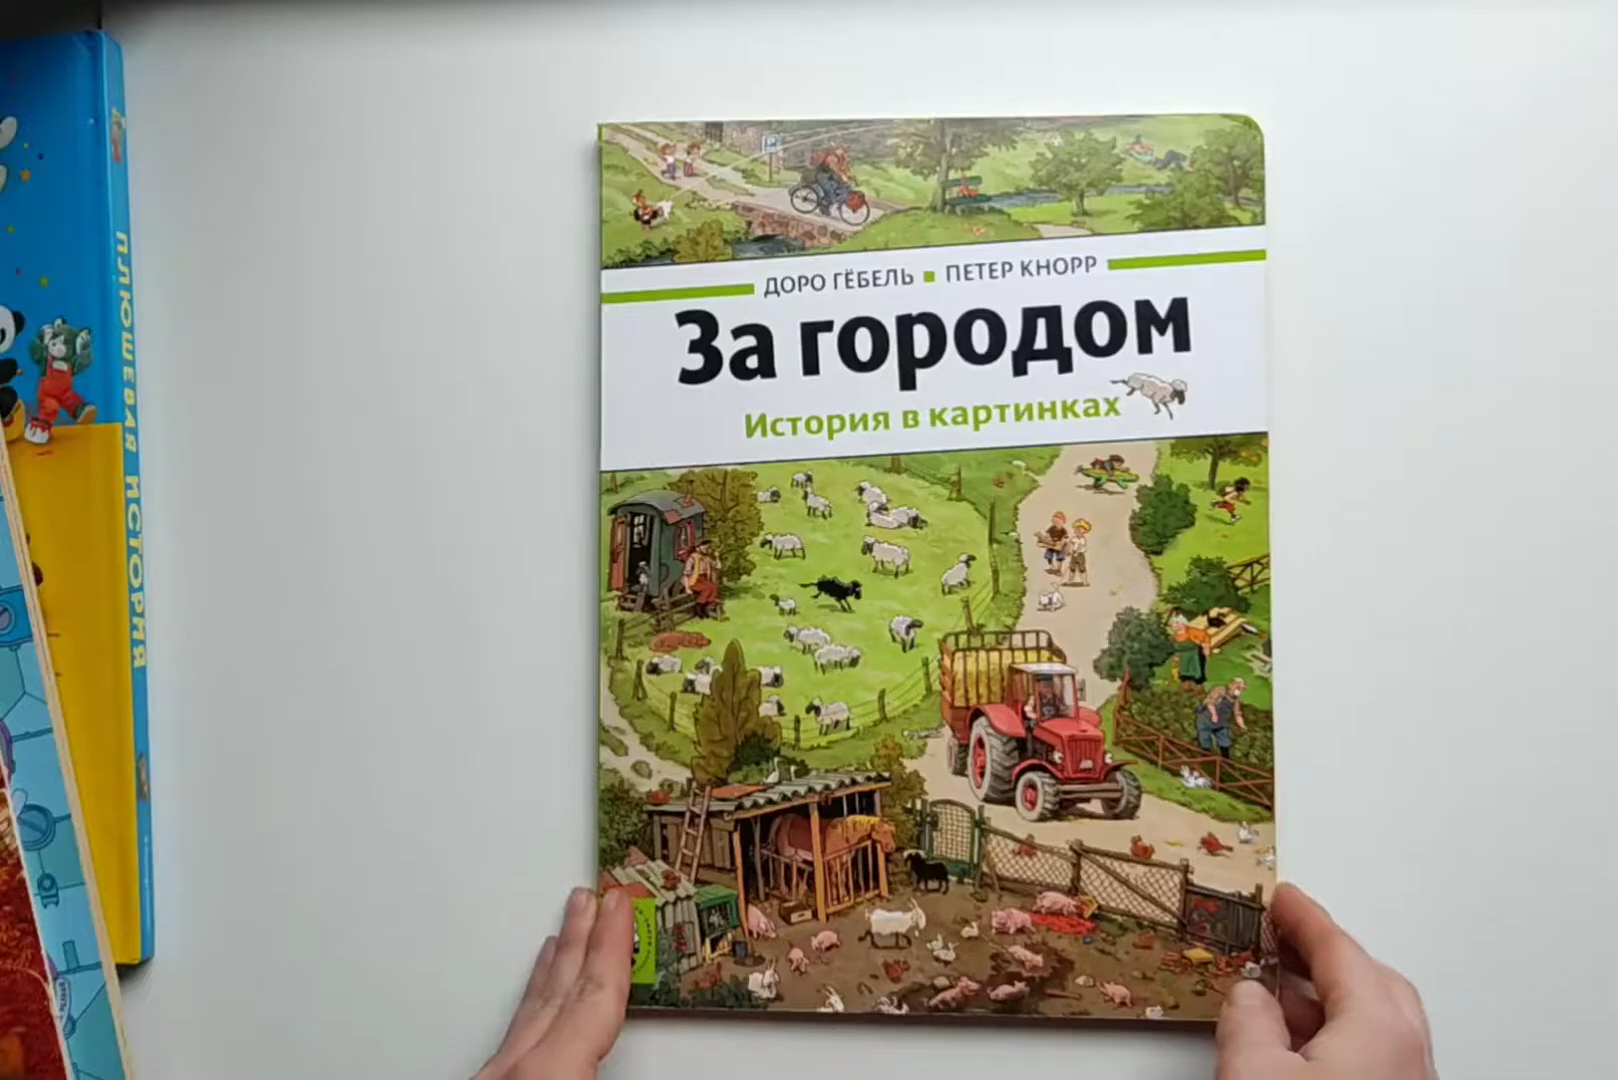 ПЛЮШЕВАЯ ИСТОРИЯ
P
ДОРО ГЁБЕЛЬ ▪ ПЕТЕР КНОРР
За городом
История в картинках